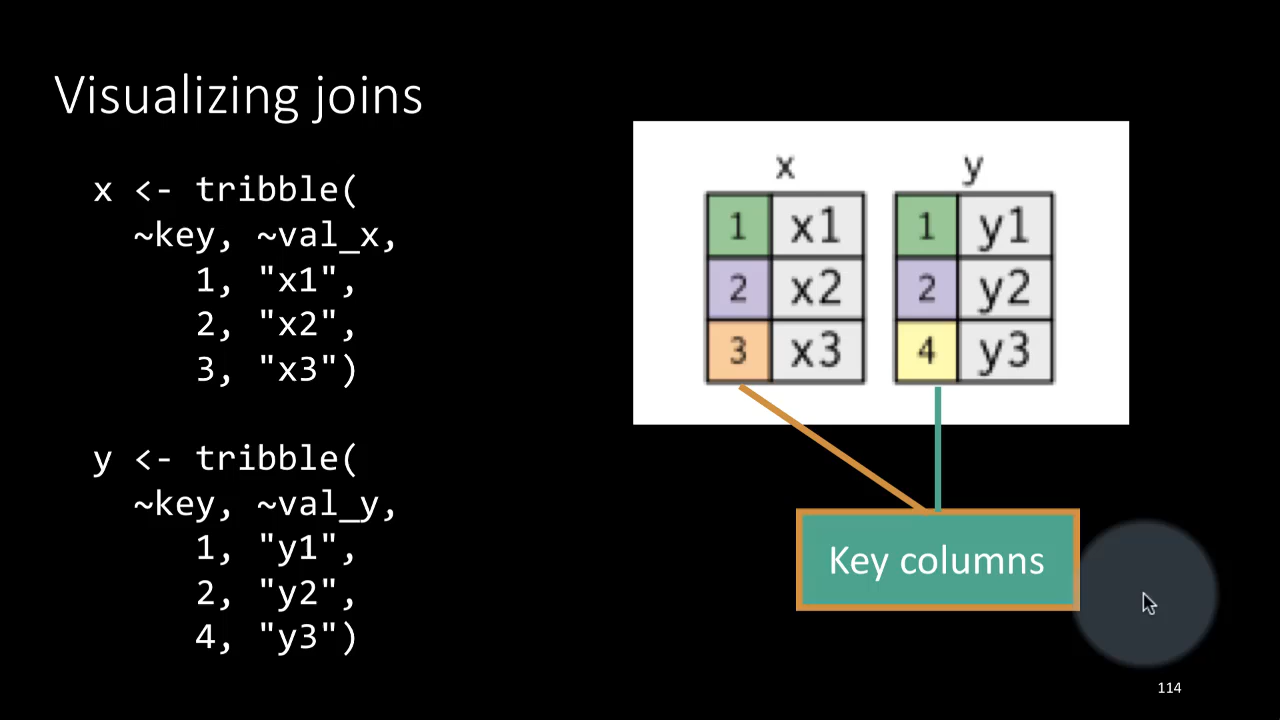 Visualizing joins
x <- tribble(
~key, ~val_x,
1, "x1",
2, "x2",
3, "x3")
y <- tribble(
~key, ~val_y,
1, "y1",
2, "y2",
4, "y3")
x y
1 x1 1 y1
2 x2 2 y2
3 x3 4 y3
Key columns
114